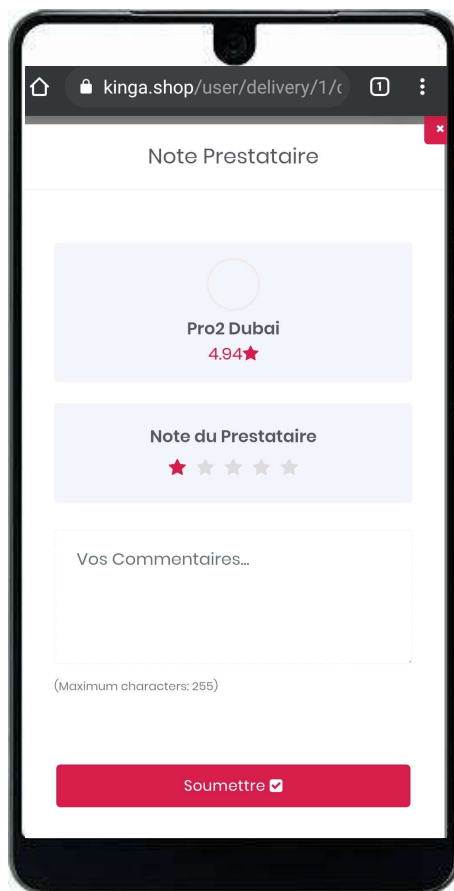 kinga.shop/user/delivery/1/
1
Note Prestataire
Pro2 Dubai
4.94
Note du Prestataire
Vos Commentaires...
(Maximum characters: 255)
Soumettre